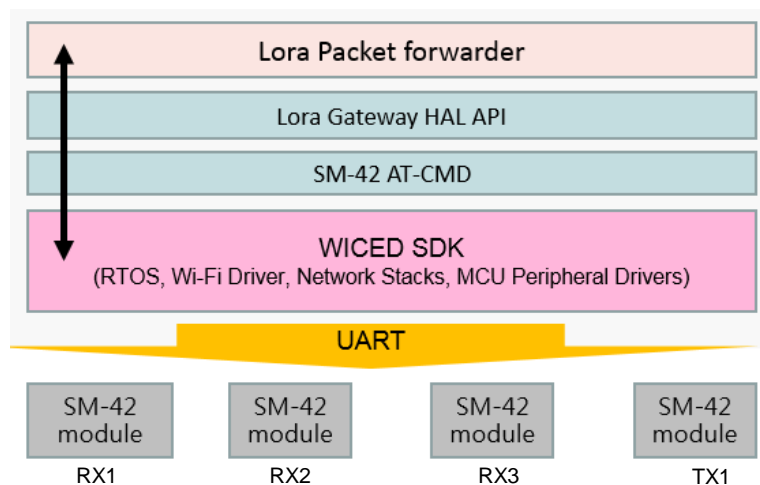 Lora Packet forwarder
Lora Gateway HAL API
SM-42 AT-CMD
WICED SDK
(RTOS, Wi-Fi Driver, Network Stacks, MCU Peripheral Drivers)
UART
SM-42
module
SM-42
module
SM-42
module
SM-42
module
RX1
RX2
RX3
TX1